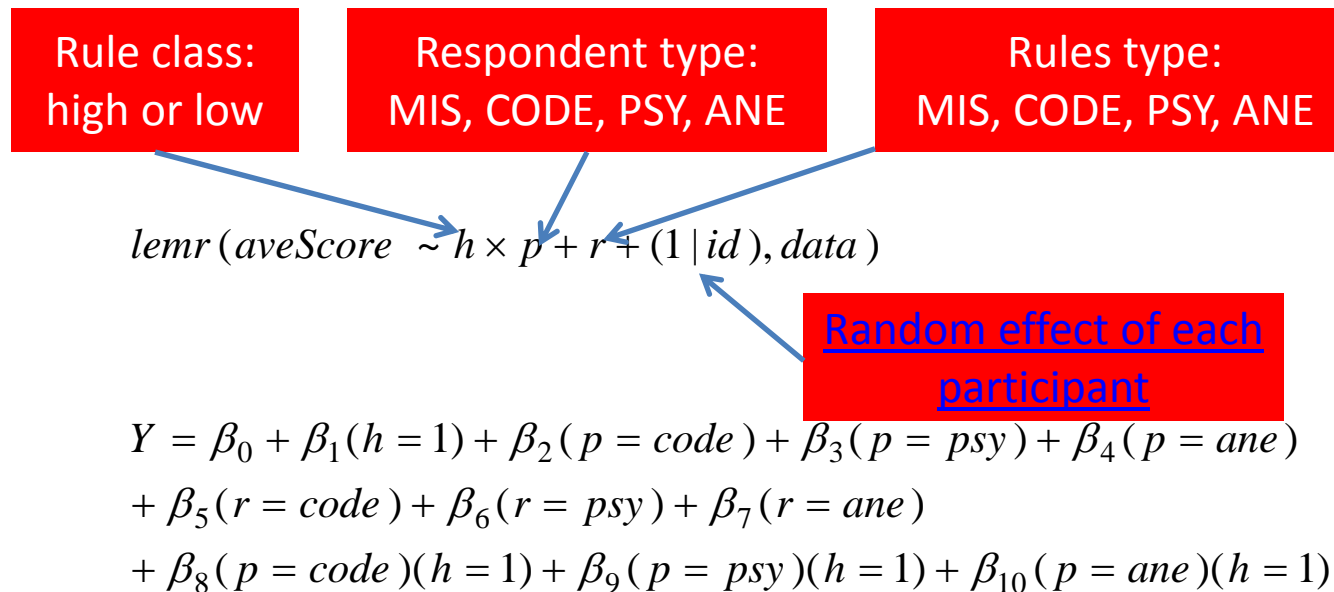 Rule class:
high or low
Respondent type:
MIS, CODE, PSY, ANE
Rules type:
MIS, CODE, PSY, ANE
lemr (aveScore ~ h × p + r + (1 | id ), data )
Random effect of each
participant
Y = β₀ + β₁(h = 1) + β₂(p = code) + β₃(p = psy) + β₄(p = ane)
+ β₅(r = code) + β₆(r = psy) + β₇(r = ane)
+ β₈(p = code)(h = 1) + β₉(p = psy)(h = 1) + β₁₀(p = ane)(h = 1)